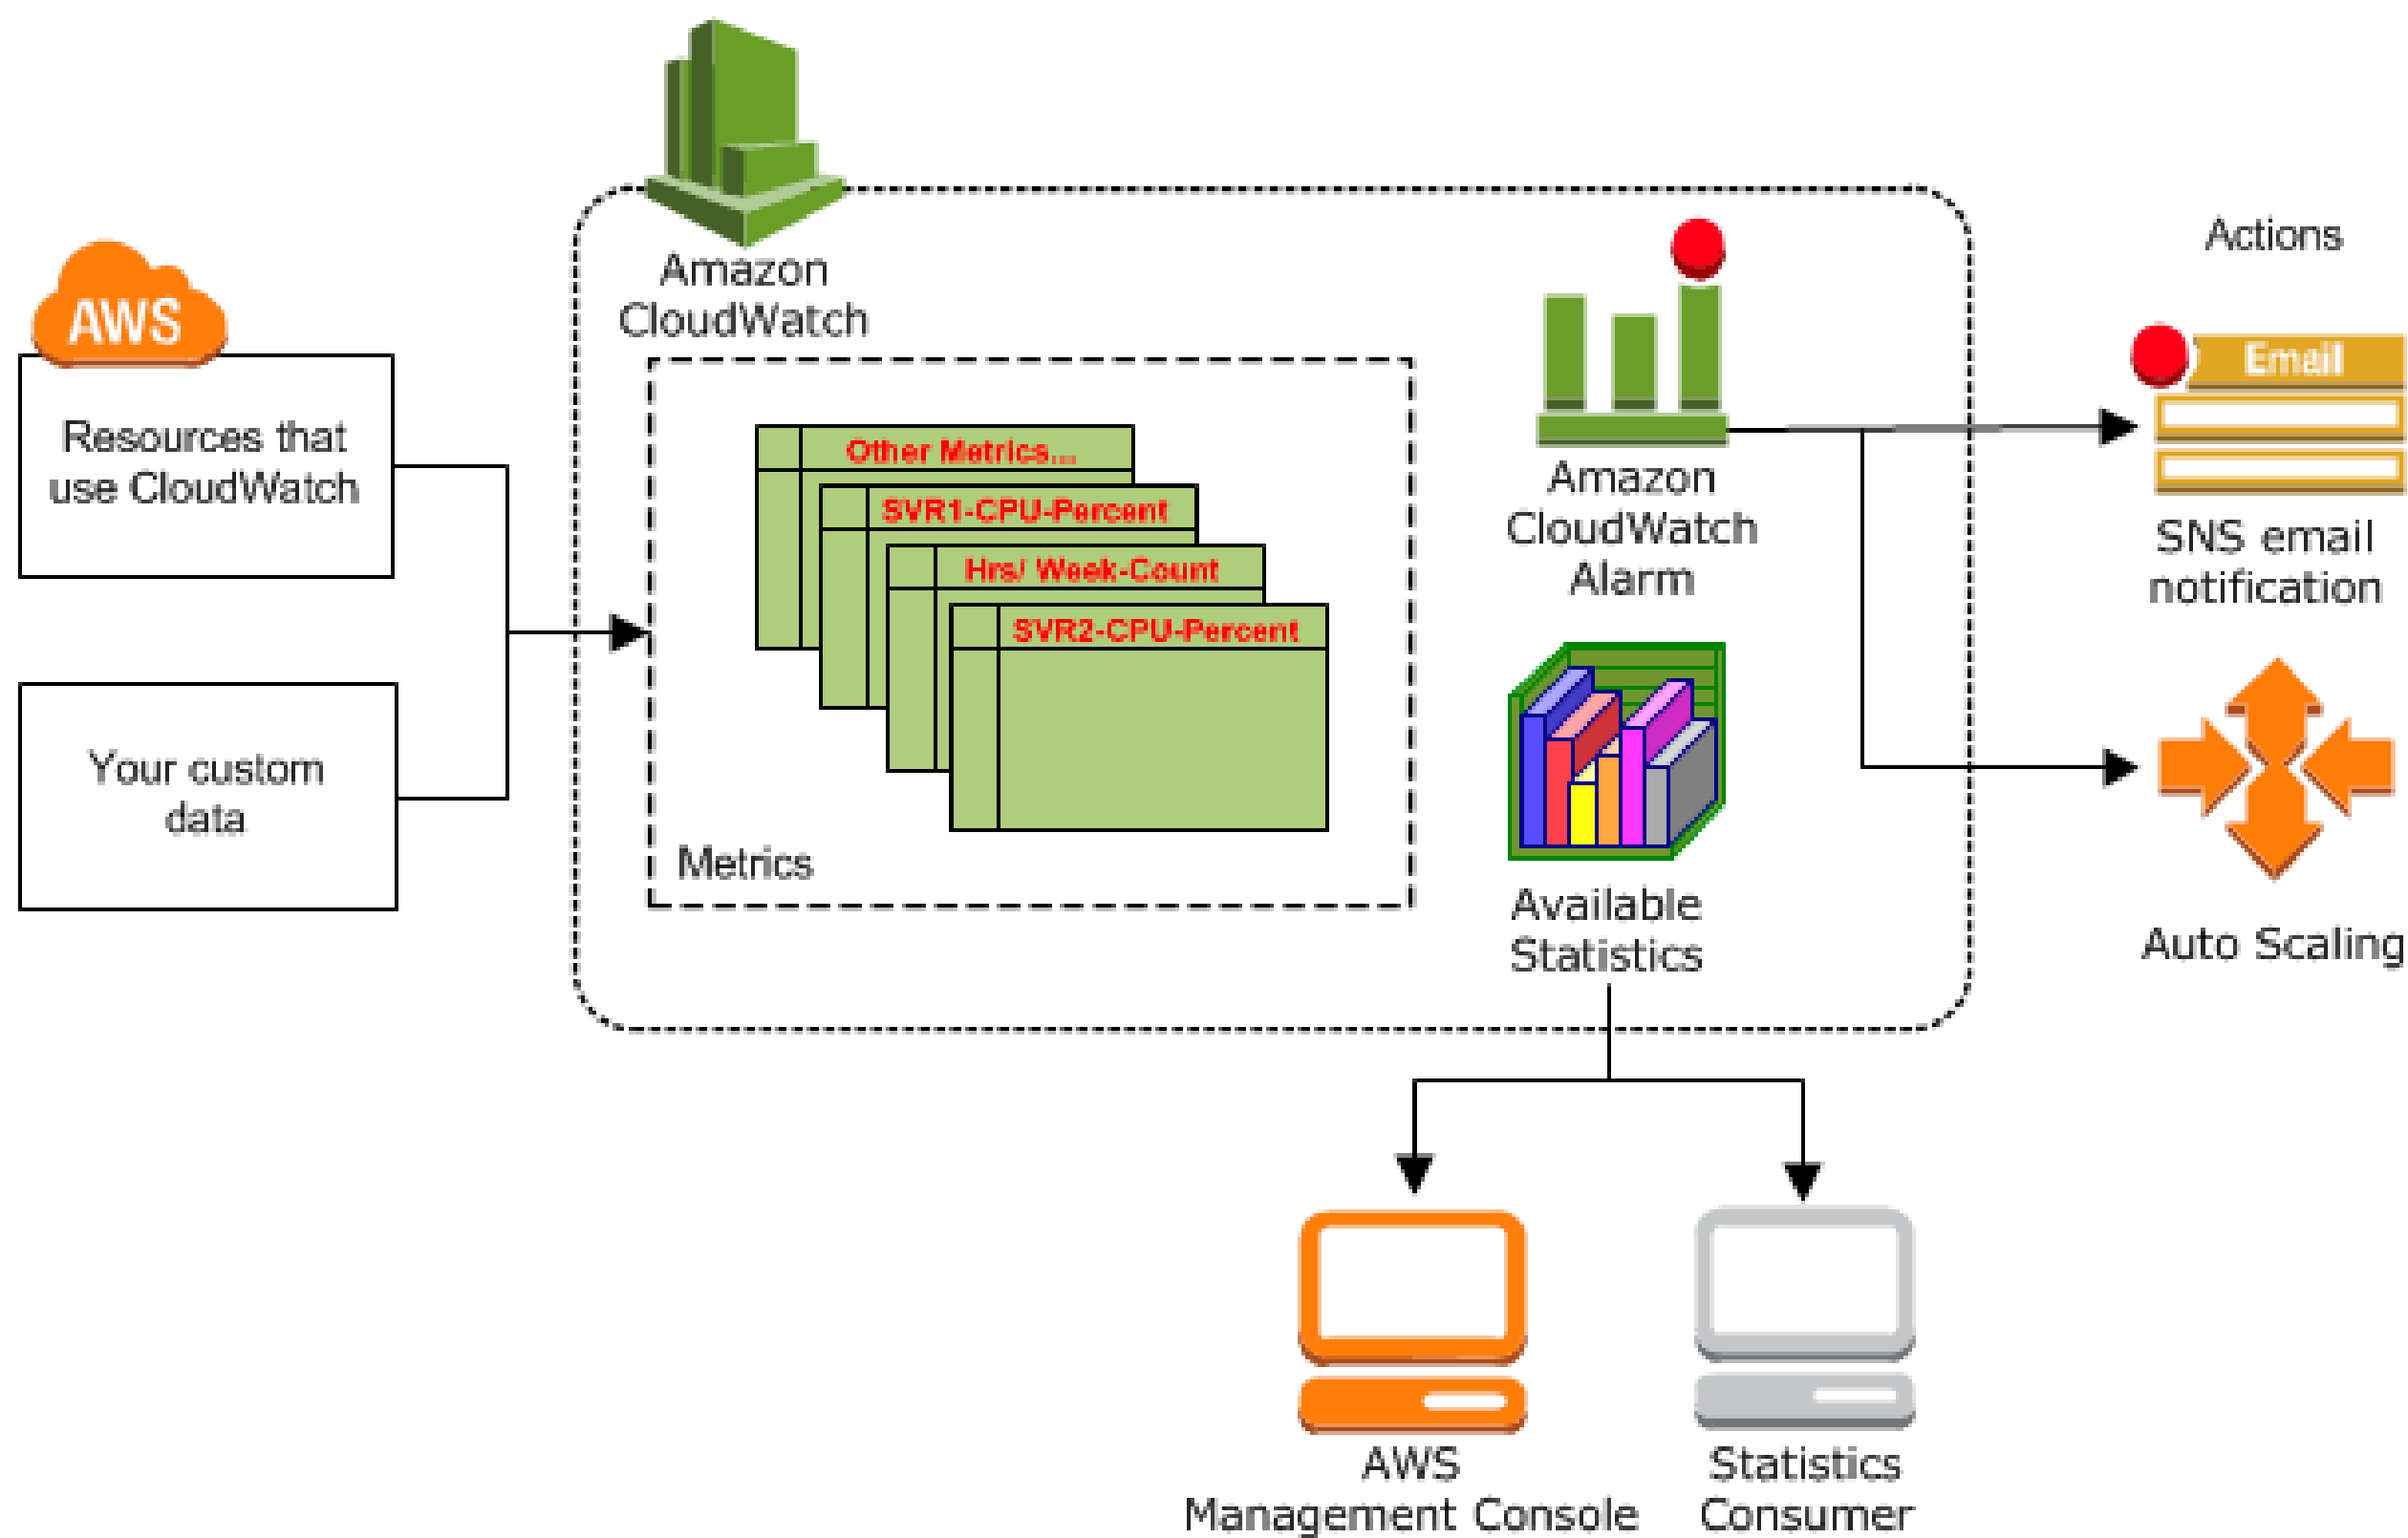 AWS
Resources that
use CloudWatch
Your custom
data
Amazon
CloudWatch
Other Metrics...
SVR1-CPU-Percent
Hrs/ Week-Count
SVR2-CPU-Percent
Metrics
Amazon
CloudWatch
Alarm
Available
Statistics
Actions
Email
SNS email
notification
Auto Scaling
AWS
Management Console
Statistics
Consumer